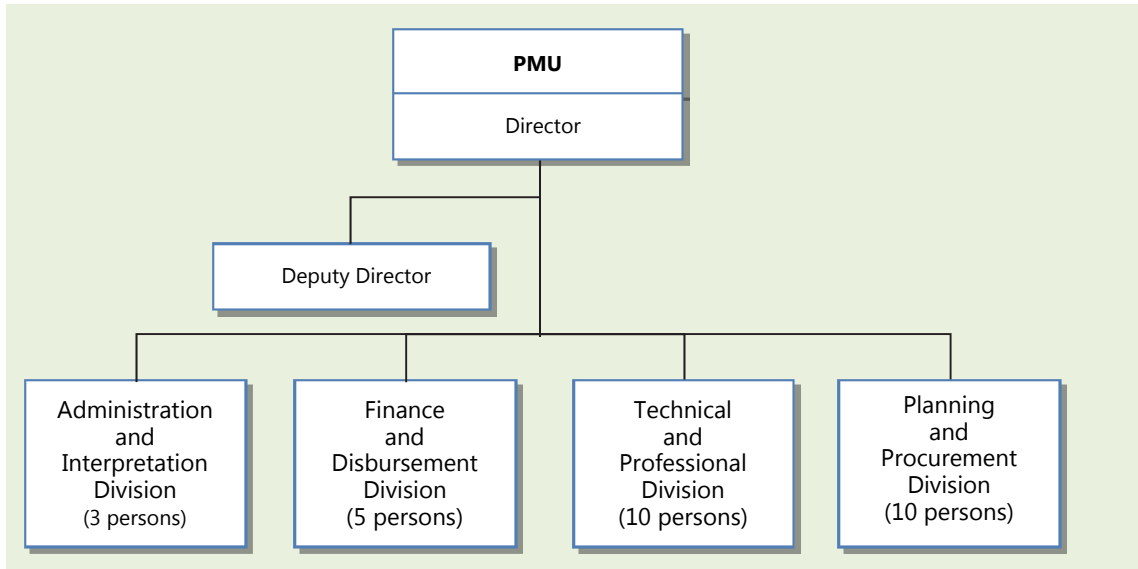 PMU
Director
Deputy Director
Administration
and
Interpretation
Division
(3 persons)
Finance
and
Disbursement
Division
(5 persons)
Technical
and
Professional
Division
(10 persons)
Planning
and
Procurement
Division
(10 persons)